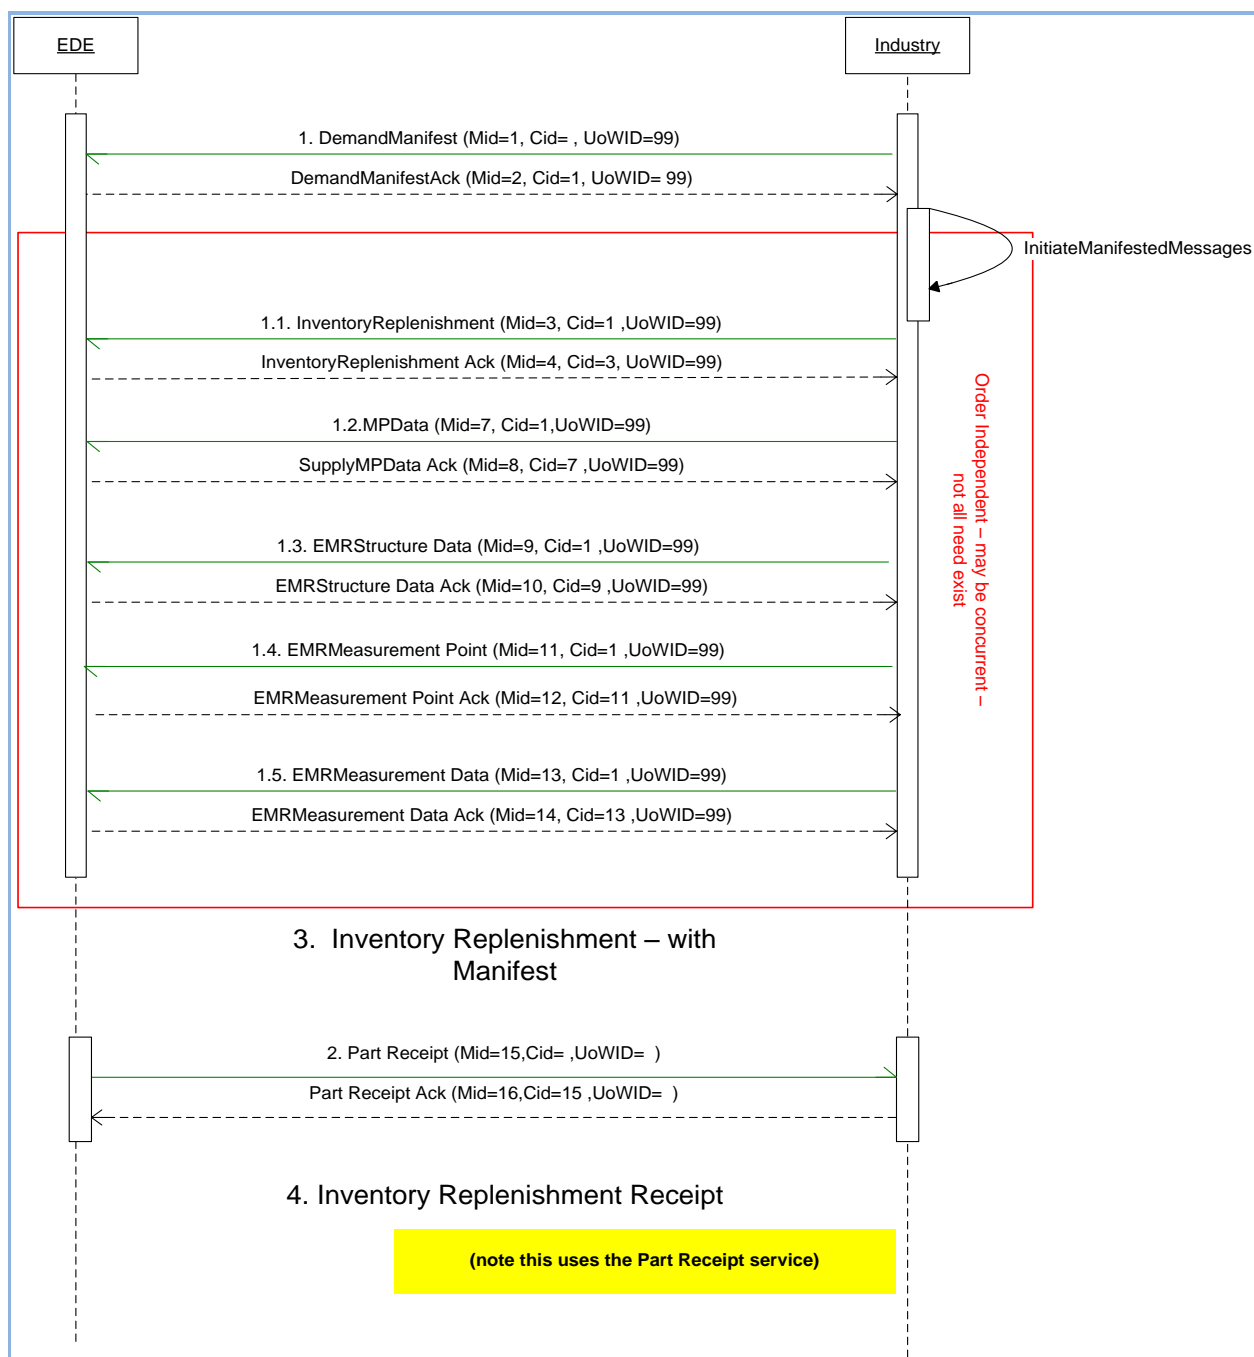 EDE
Industry
1. DemandManifest (Mid=1, Cid= , UoWID=99)
DemandManifestAck (Mid=2, Cid=1, UoWID= 99)
InitiateManifestedMessages
1.1. InventoryReplenishment (Mid=3, Cid=1 ,UoWID=99)
InventoryReplenishment Ack (Mid=4, Cid=3, UoWID=99)
1.2.MPData (Mid=7, Cid=1,UoWID=99)
SupplyMPData Ack (Mid=8, Cid=7 ,UoWID=99)
1.3. EMRStructure Data (Mid=9, Cid=1 ,UoWID=99)
EMRStructure Data Ack (Mid=10, Cid=9 ,UoWID=99)
1.4. EMRMeasurement Point (Mid=11, Cid=1 ,UoWID=99)
EMRMeasurement Point Ack (Mid=12, Cid=11 ,UoWID=99)
1.5. EMRMeasurement Data (Mid=13, Cid=1 ,UoWID=99)
EMRMeasurement Data Ack (Mid=14, Cid=13 ,UoWID=99)
Order Independent – may be concurrent –
not all need exist
3. Inventory Replenishment – with
Manifest
2. Part Receipt (Mid=15,Cid= ,UoWID= )
Part Receipt Ack (Mid=16,Cid=15 ,UoWID= )
4. Inventory Replenishment Receipt
(note this uses the Part Receipt service)